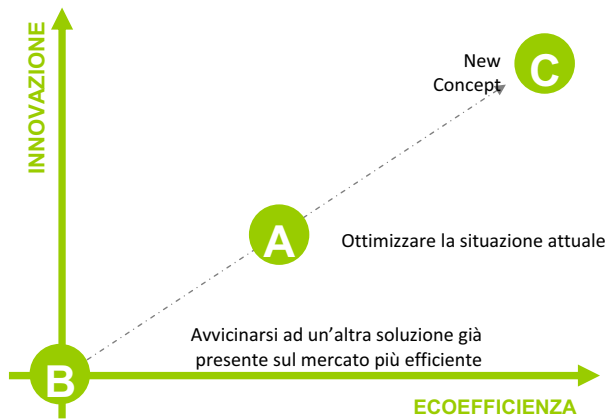 INNOVAZIONE
New
Concept
C
A
Ottimizzare la situazione attuale
Avvicinarsi ad un’altra soluzione già
presente sul mercato più efficiente
B
ECOEFFICIENZA